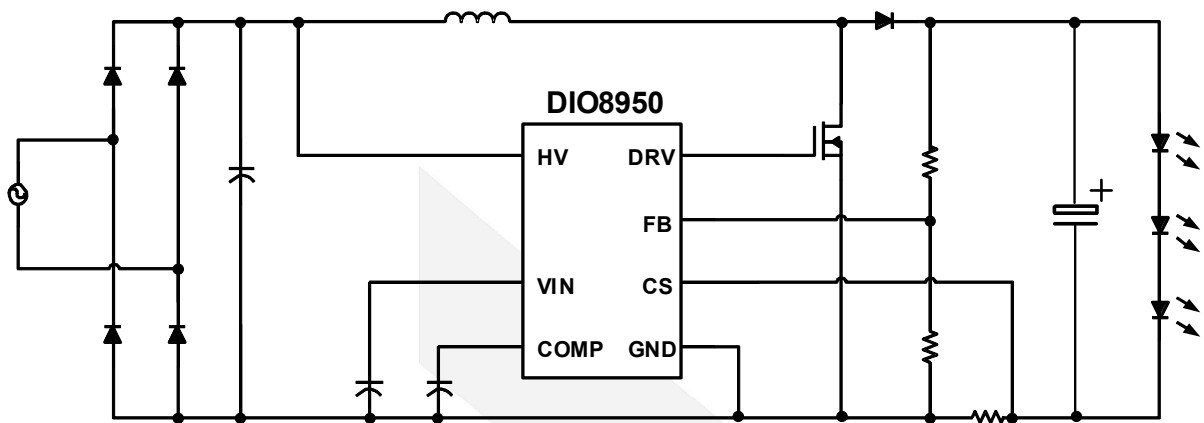 DIO8950
HV
DRV
FB
VIN
CS
COMP
GND
+